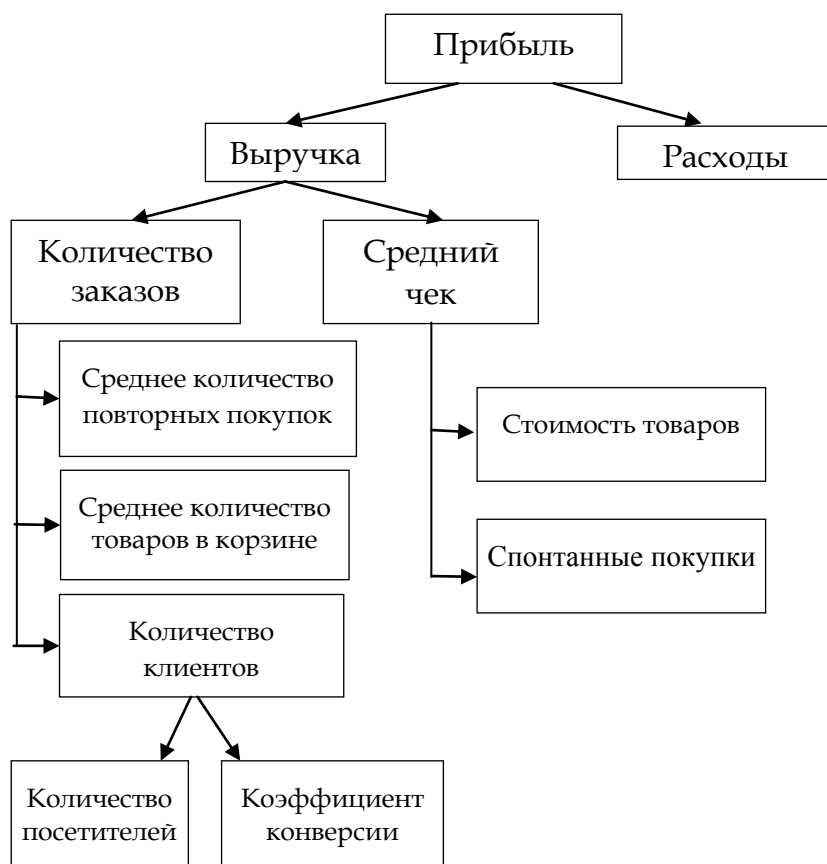 Прибыль
Выручка
Расходы
Количество
заказов
Средний
чек
Среднее количество
повторных покупок
Стоимость товаров
Среднее количество
товаров в корзине
Спонтанные покупки
Количество
клиентов
Количество
посетителей
Коэффициент
конверсии